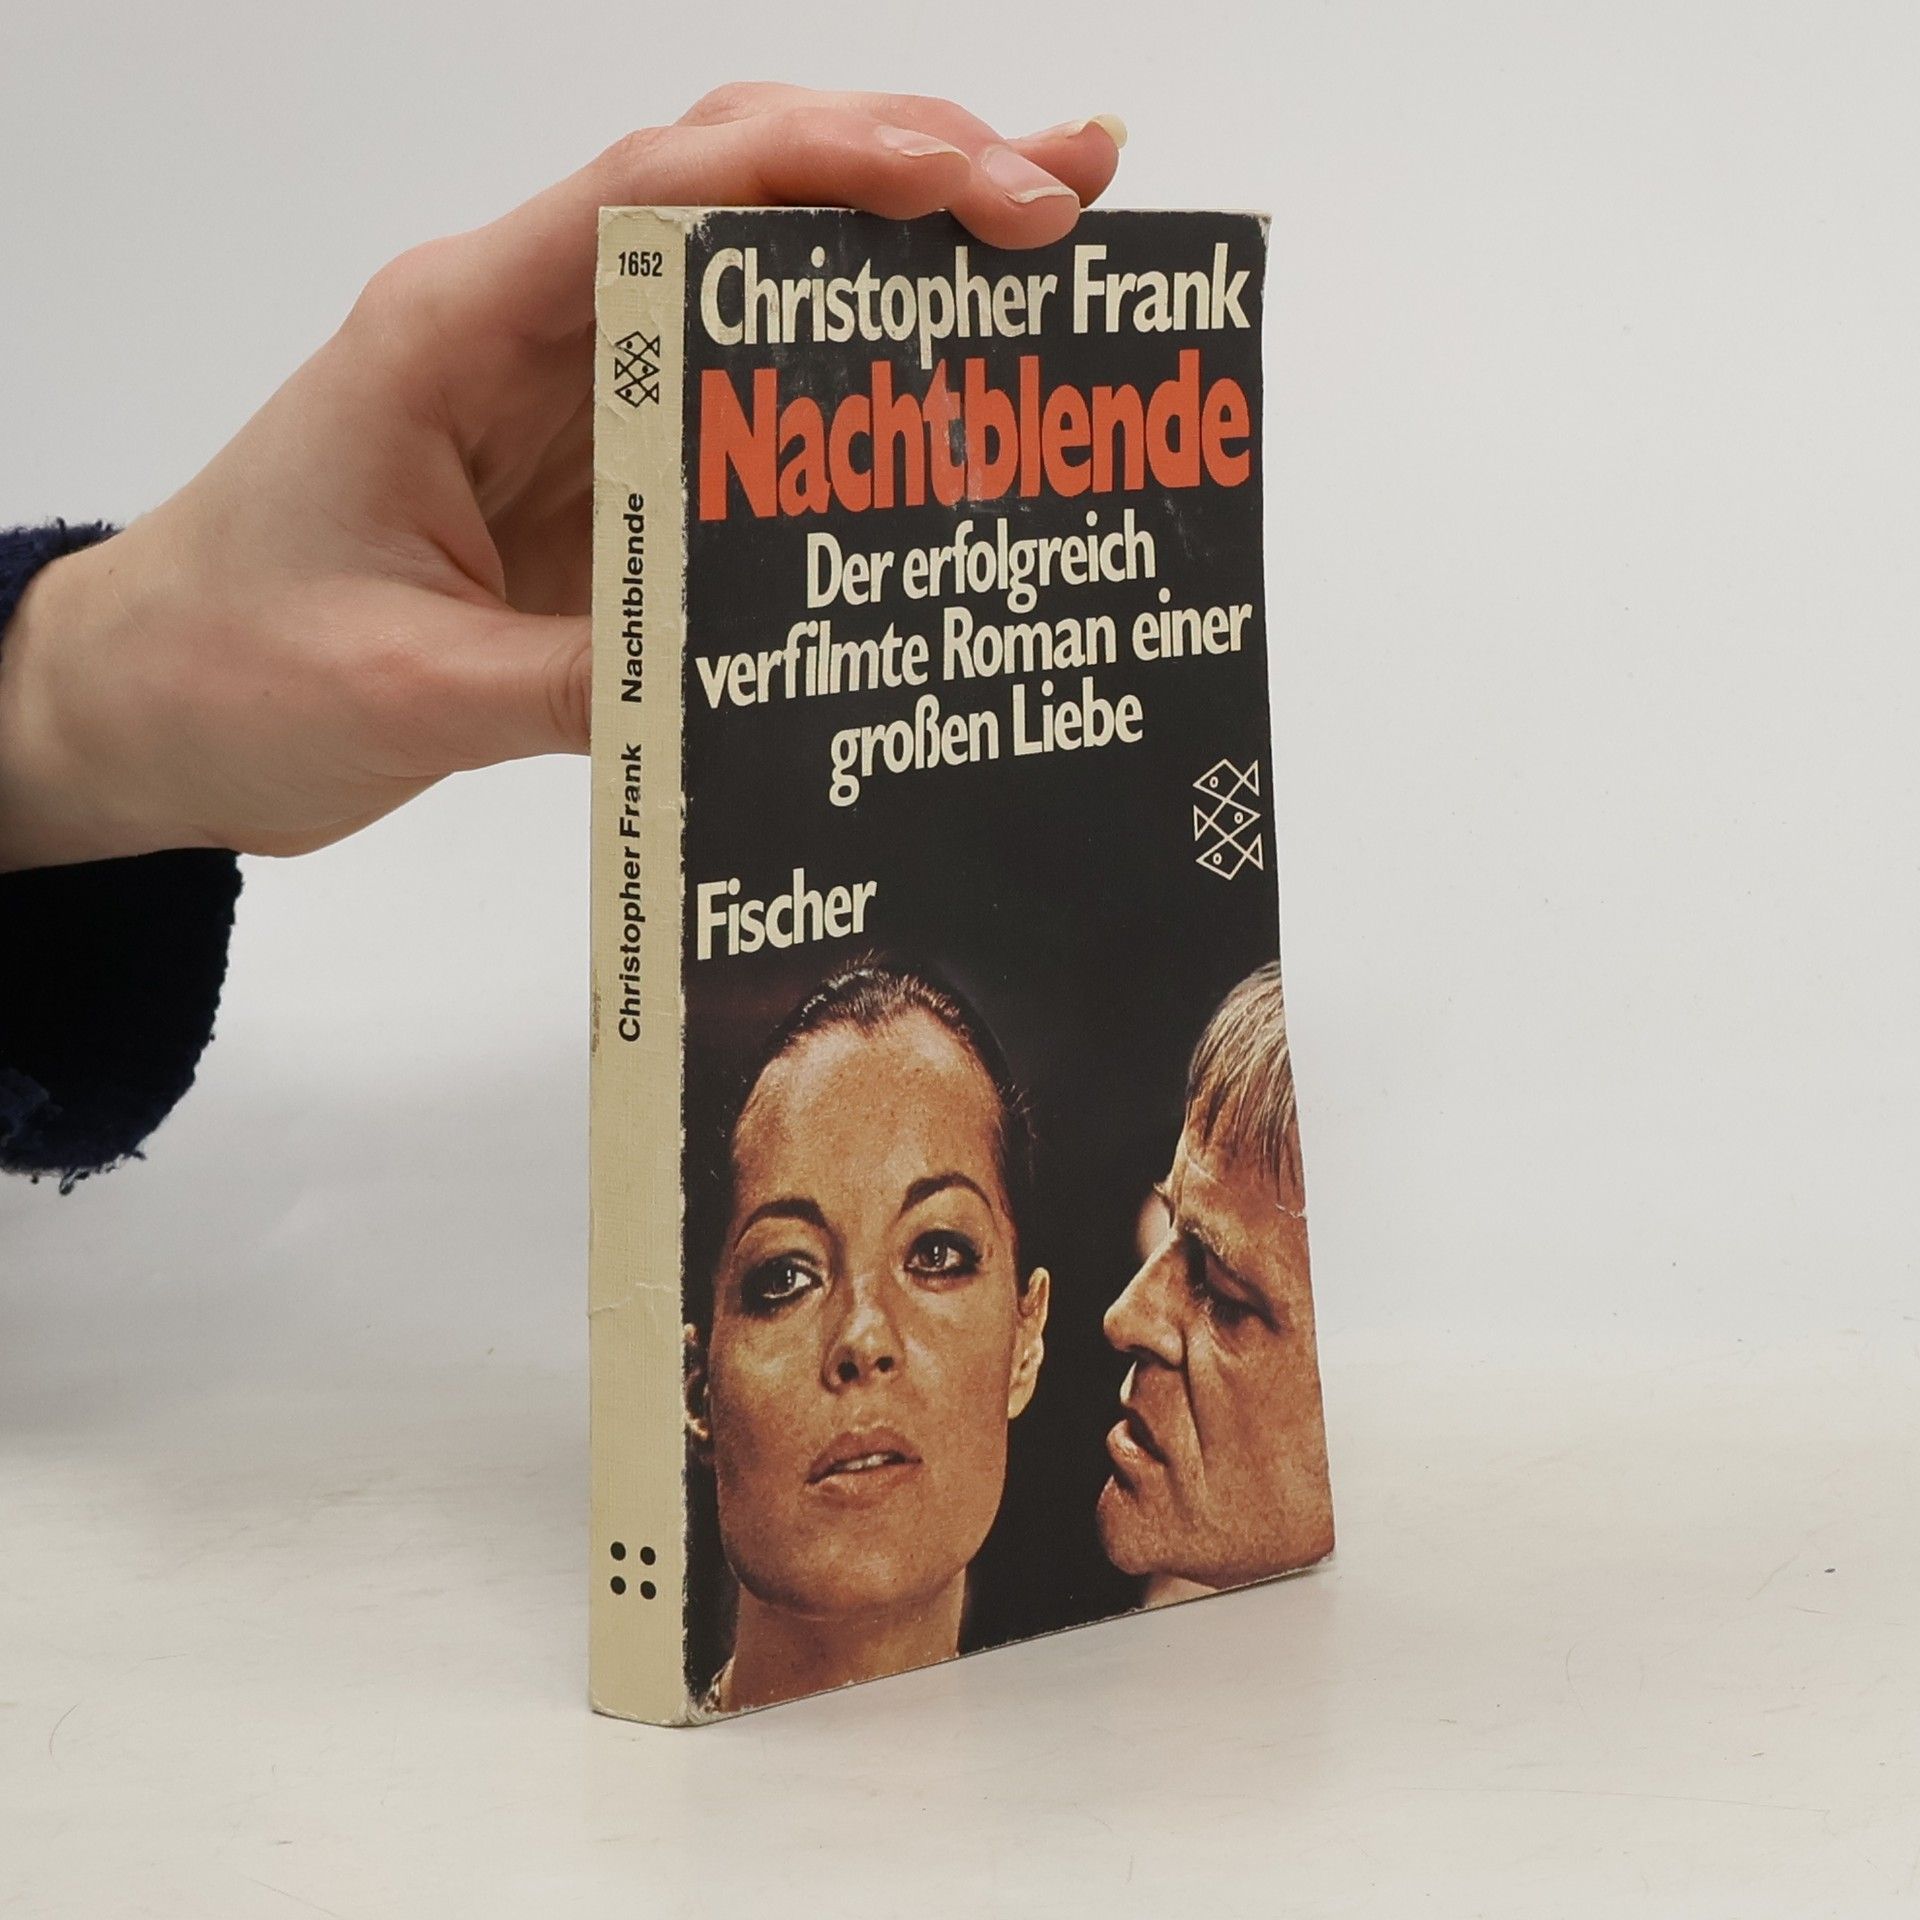 1652
Christopher Frank Nachtblende
Christopher Frank
Nachtblende
Der erfolgreich
verfilmte Roman einer
großen Liebe
Fischer